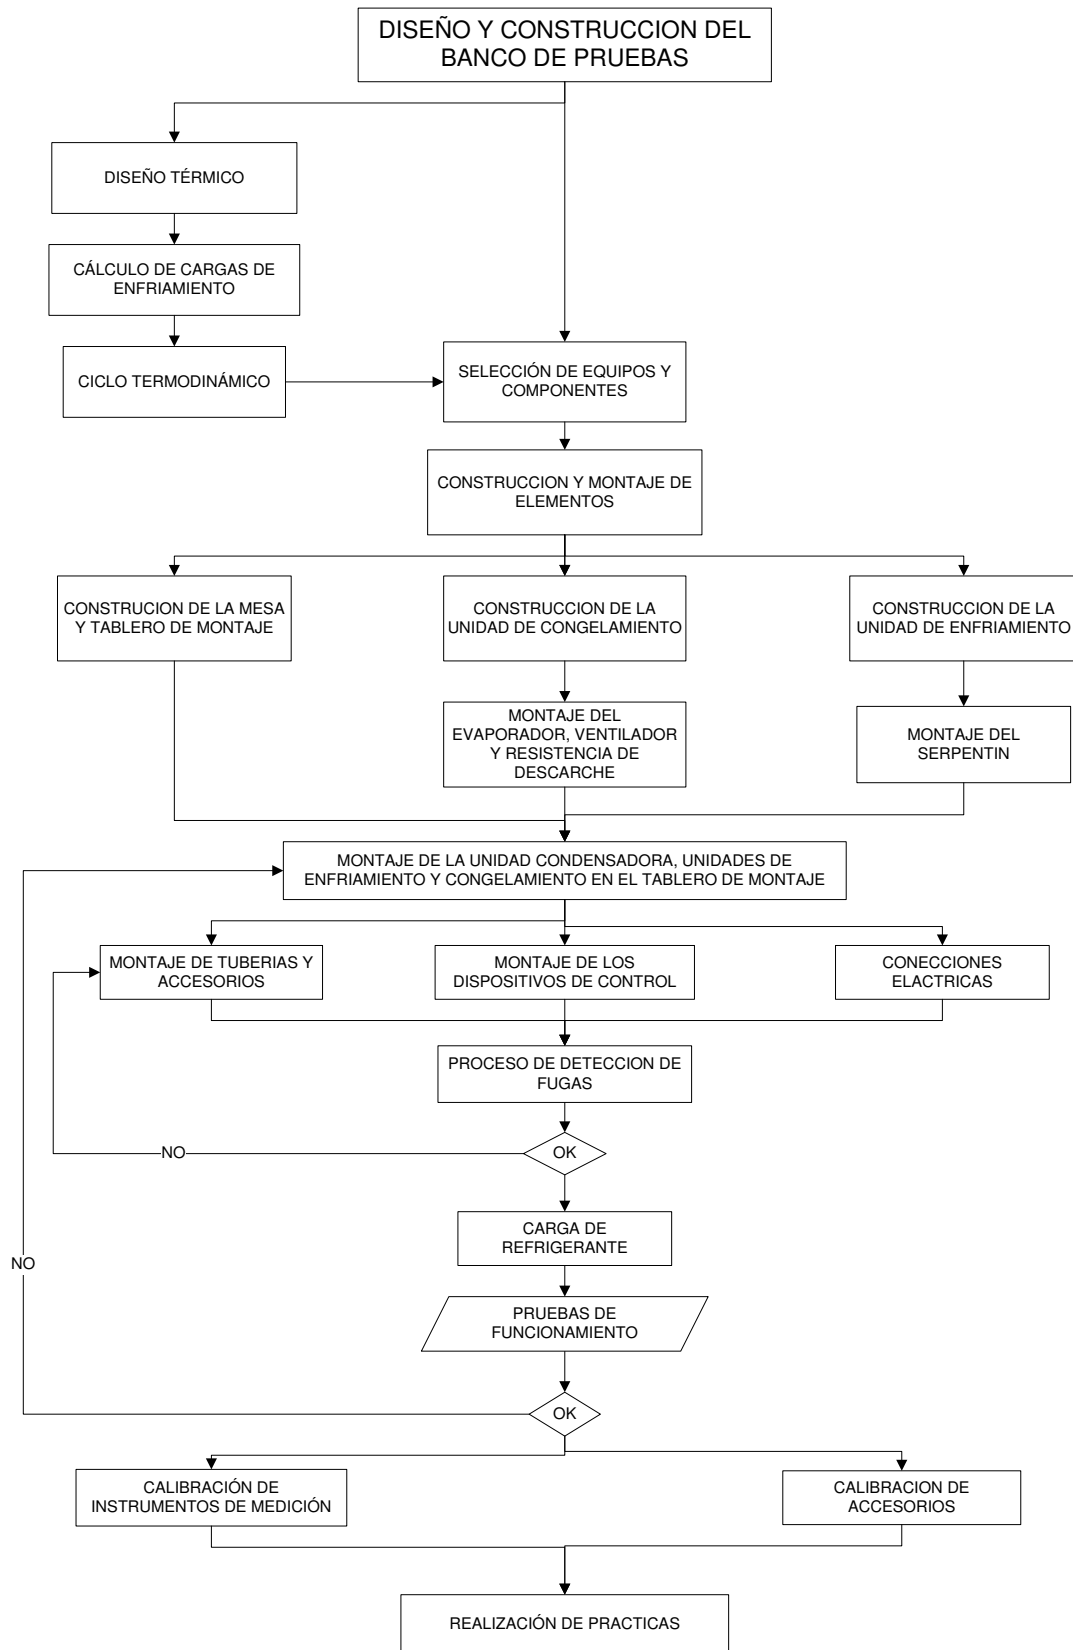 DISEÑO Y CONSTRUCCION DEL
BANCO DE PRUEBAS
DISEÑO TÉRMICO
CÁLCULO DE CARGAS DE
ENFRIAMIENTO
CICLO TERMODINÁMICO
SELECCIÓN DE EQUIPOS Y
COMPONENTES
CONSTRUCCION Y MONTAJE DE
ELEMENTOS
CONSTRUCION DE LA MESA
Y TABLERO DE MONTAJE
CONSTRUCCION DE LA
UNIDAD DE CONGELAMIENTO
CONSTRUCCION DE LA
UNIDAD DE ENFRIAMIENTO
MONTAJE DEL
EVAPORADOR, VENTILADOR
Y RESISTENCIA DE
DESCARCHE
MONTAJE DEL
SERPENTIN
MONTAJE DE LA UNIDAD CONDENSADORA, UNIDADES DE
ENFRIAMIENTO Y CONGELAMIENTO EN EL TABLERO DE MONTAJE
MONTAJE DE TUBERIAS Y
ACCESORIOS
MONTAJE DE LOS
DISPOSITIVOS DE CONTROL
CONECCIONES
ELACTRICAS
PROCESO DE DETECCION DE
FUGAS
NO
OK
CARGA DE
REFRIGERANTE
NO
PRUEBAS DE
FUNCIONAMIENTO
OK
CALIBRACIÓN DE
INSTRUMENTOS DE MEDICIÓN
CALIBRACION DE
ACCESORIOS
REALIZACIÓN DE PRACTICAS